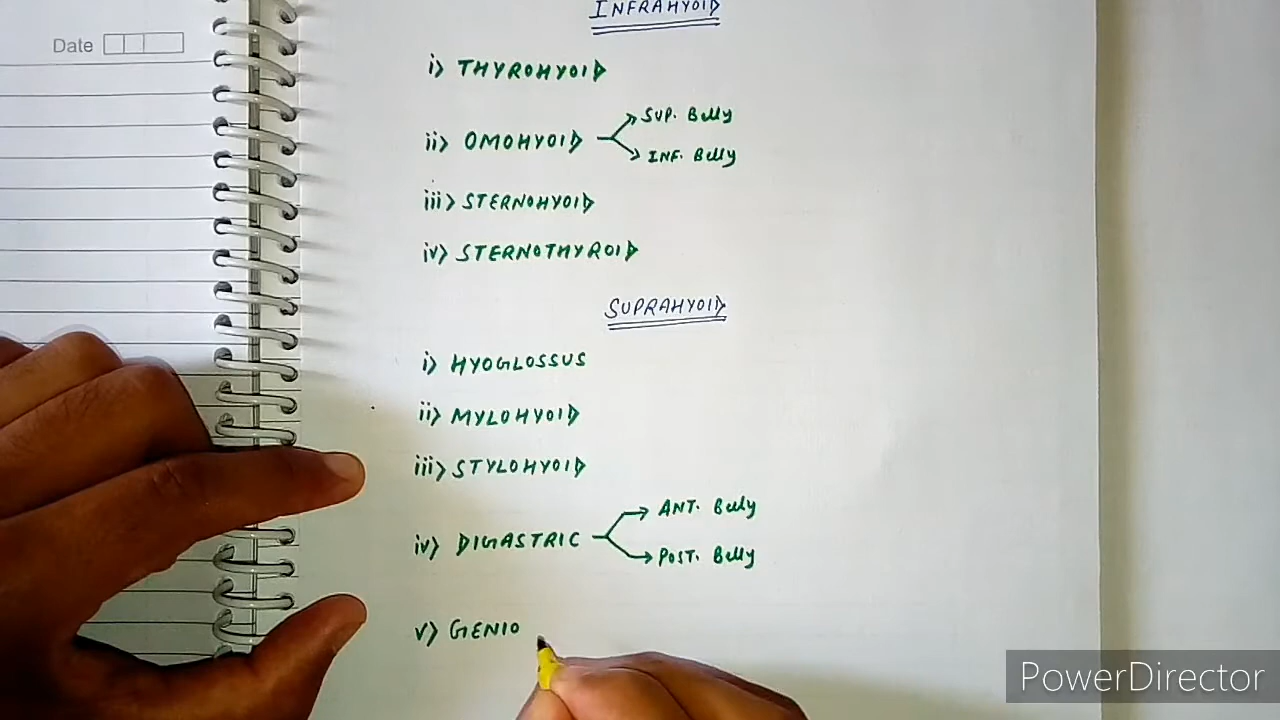 Date
INFRAHYOID
i) THYROHYOID
ii) OMOHYOID
SUP. Belly
INF. Belly
iii) STERNOHYOID
iv) STERNOTHYROID
SUPRAHYOID
i) HYOGLOSSUS
ii) MYLOHYOID
iii) STYLOHYOID
iv) DIGASTRIC
ANT. Belly
POST. Belly
v) GENIO
PowerDirector